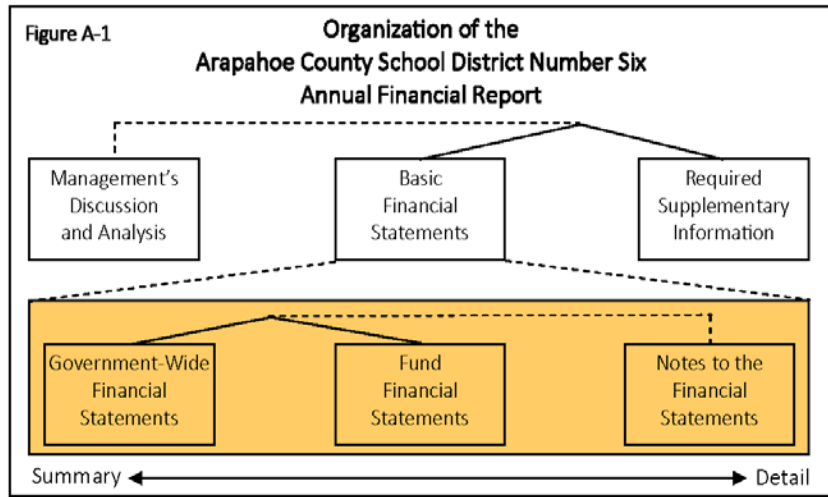 Figure A-1
Organization of the
Arapahoe County School District Number Six
Annual Financial Report
Management's
Discussion
and Analysis
Basic
Financial
Statements
Required
Supplementary
Information
Government-Wide
Financial
Statements
Fund
Financial
Statements
Notes to the
Financial
Statements
Summary
Detail